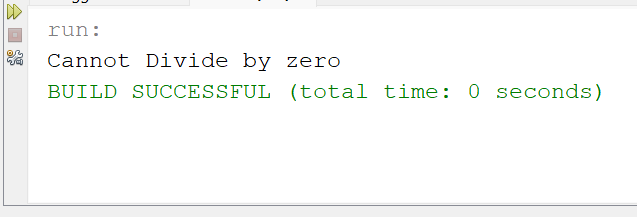 run:
Cannot Divide by zero
BUILD SUCCESSFUL (total time: 0 seconds)